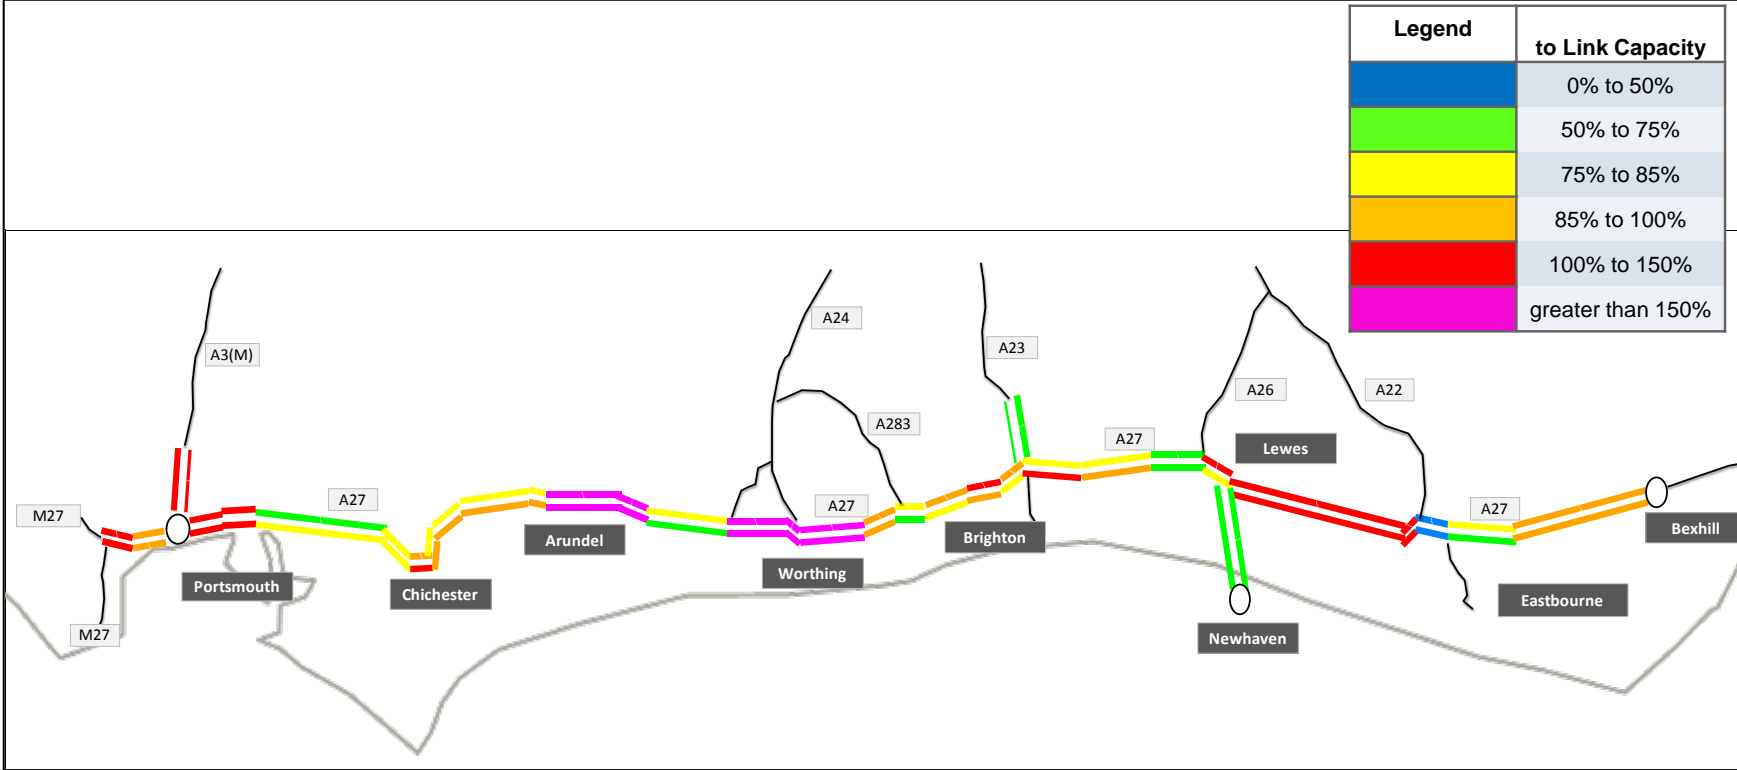 Legend
to Link Capacity
0% to 50%
50% to 75%
75% to 85%
85% to 100%
100% to 150%
greater than 150%
A24
A23
A3(M)
A26
A22
A283
A27
Lewes
A27
M27
A27
A27
Bexhill
Arundel
Brighton
Worthing
Portsmouth
Chichester
Eastbourne
M27
Newhaven